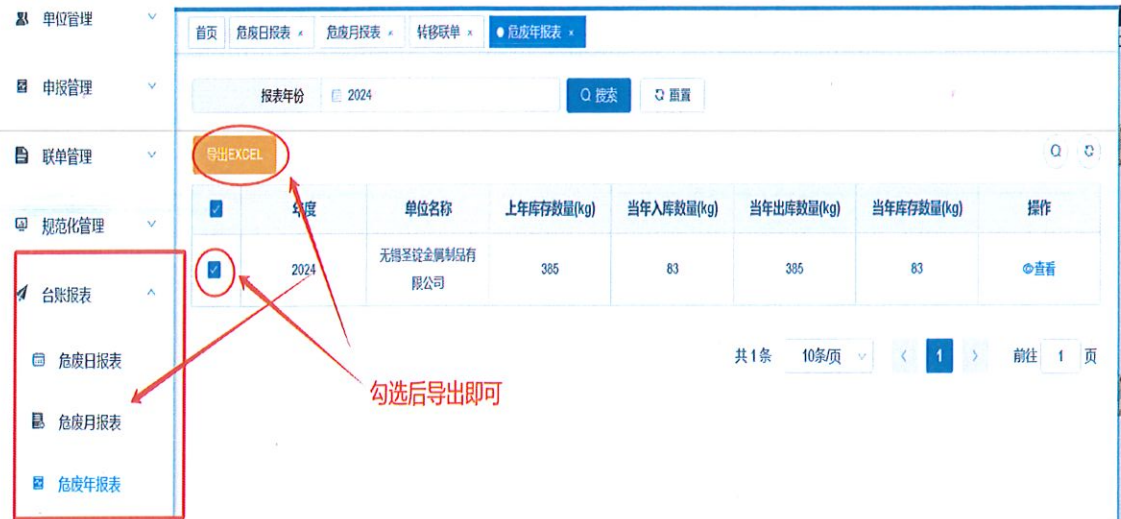 单位管理
申报管理
联单管理
规范化管理
台账报表
危废日报表
危废月报表
危废年报表
首页 危废日报表 × 危废月报表 × 转移联单 × 危废年报表 ×
报表年份 2024 搜索 重置
导出EXCEL
年度 单位名称 上年库存数量(kg) 当年入库数量(kg) 当年出库数量(kg) 当年库存数量(kg) 操作
2024 无锡圣锭金属制品有
限公司 385 83 385 83 查看
共1条 10条/页 < 1 > 前往 1 页
勾选后导出即可